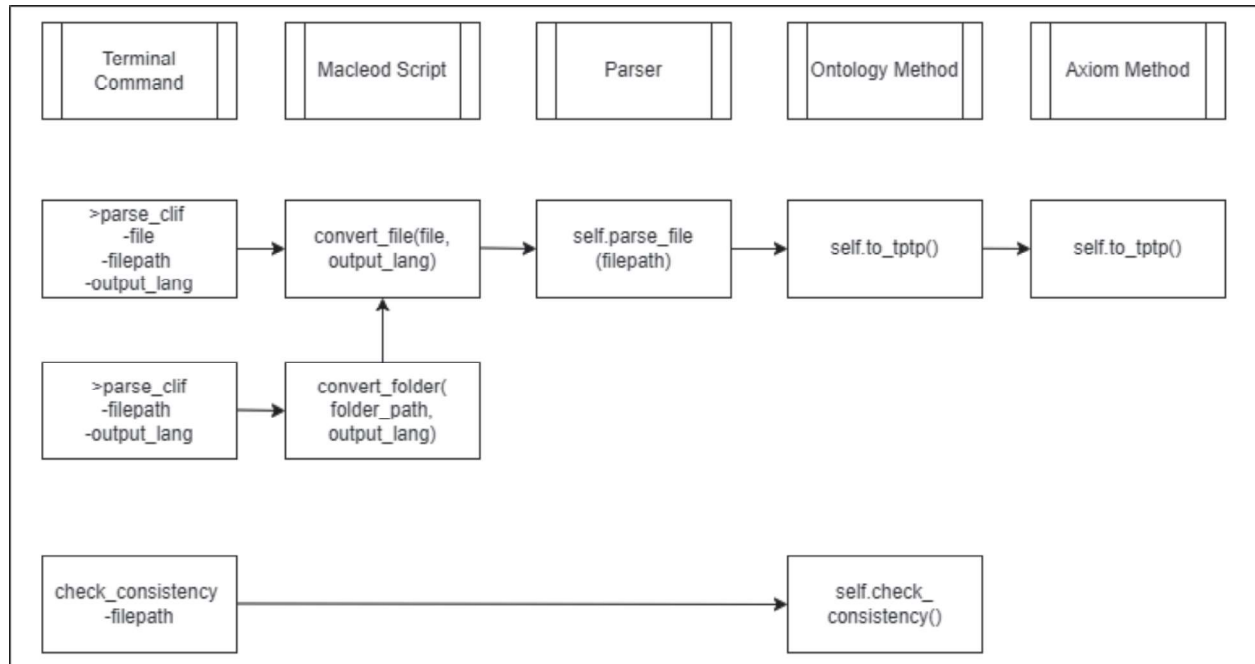 Terminal
Command
Macleod Script
Parser
Ontology Method
Axiom Method
>parse_clif
-file
-filepath
-output_lang
convert_file(file,
output_lang)
self.parse_file
(filepath)
self.to_tptp()
self.to_tptp()
>parse_clif
-filepath
-output_lang
convert_folder(
folder_path,
output_lang)
check_consistency
-filepath
self.check_
consistency()